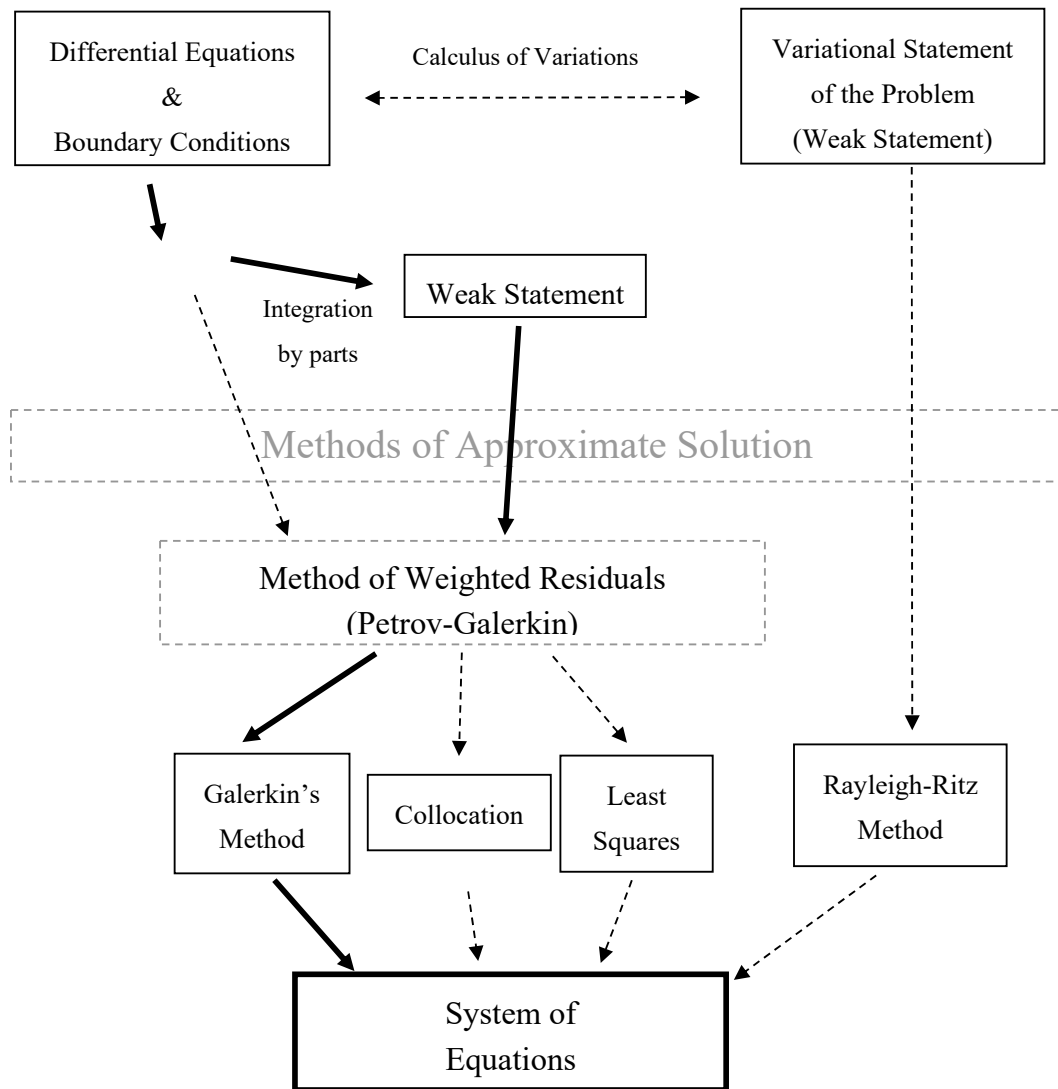 Differential Equations
&
Boundary Conditions
Calculus of Variations
Variational Statement
of the Problem
(Weak Statement)
Integration
by parts
Weak Statement
Methods of Approximate Solution
Method of Weighted Residuals
(Petrov-Galerkin)
Galerkin’s
Method
Collocation
Least
Squares
Rayleigh-Ritz
Method
System of
Equations